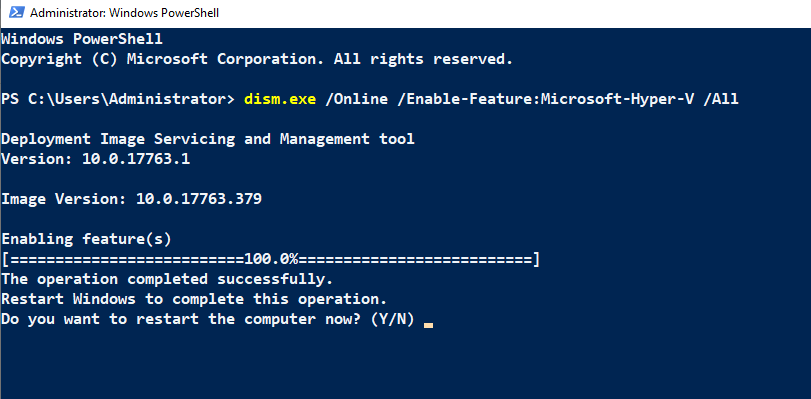 Administrator: Windows PowerShell
Windows PowerShell
Copyright (C) Microsoft Corporation. All rights reserved.
PS C:\Users\Administrator> dism.exe /Online /Enable-Feature:Microsoft-Hyper-V /All
Deployment Image Servicing and Management tool
Version: 10.0.17763.1
Image Version: 10.0.17763.379
Enabling feature(s)
[==========================100.0%==========================]
The operation completed successfully.
Restart Windows to complete this operation.
Do you want to restart the computer now? (Y/N)